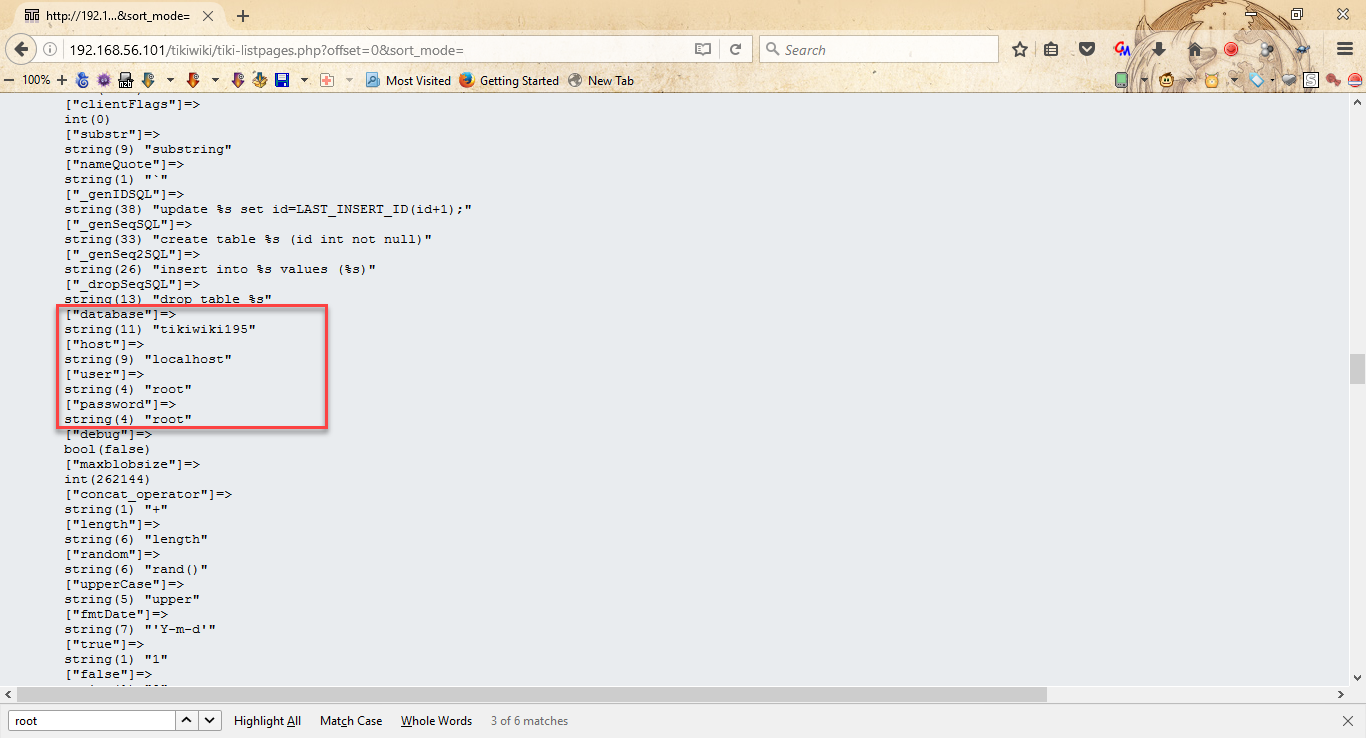 http://192.1...&sort_mode=
192.168.56.101/tikiwiki/tiki-listpages.php?offset=0&sort_mode=
Search
100%
Most Visited
Getting Started
New Tab
["clientFlags"]=>
int(0)
["substr"]=>
string(9) "substring"
["nameQuote"]=>
string(1) "`"
["_genIDSQL"]=>
string(38) "update %s set id=LAST_INSERT_ID(id+1);"
["_genSeqSQL"]=>
string(33) "create table %s (id int not null)"
["_genSeq2SQL"]=>
string(26) "insert into %s values (%s)"
["_dropSeqSQL"]=>
string(13) "drop table %s"
["database"]=>
string(11) "tikiwiki195"
["host"]=>
string(9) "localhost"
["user"]=>
string(4) "root"
["password"]=>
string(4) "root"
["debug"]=>
bool(false)
["maxblobsize"]=>
int(262144)
["concat_operator"]=>
string(1) "+"
["length"]=>
string(6) "length"
["random"]=>
string(6) "rand()"
["upperCase"]=>
string(5) "upper"
["fmtDate"]=>
string(7) "'Y-m-d'"
["true"]=>
string(1) "1"
["false"]=>
root
Highlight All
Match Case
Whole Words
3 of 6 matches